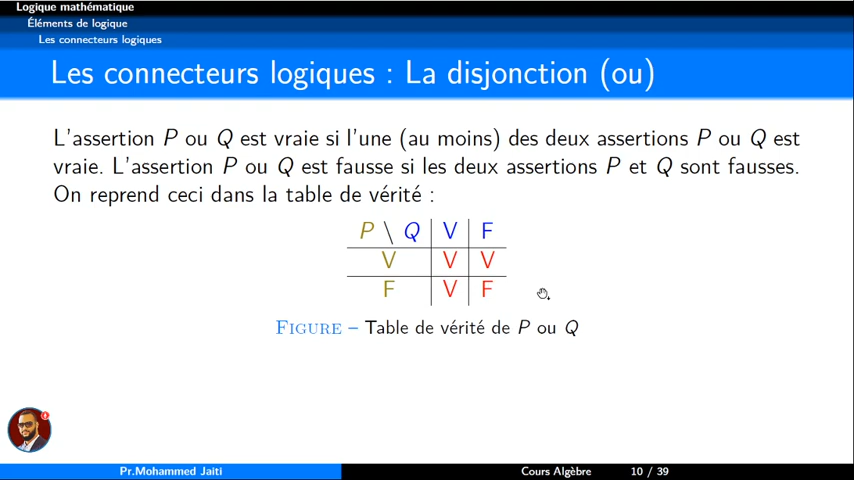 Logique mathématique
Éléments de logique
Les connecteurs logiques
Les connecteurs logiques : La disjonction (ou)
L'assertion P ou Q est vraie si l'une (au moins) des deux assertions P ou Q est
vraie. L'assertion P ou Q est fausse si les deux assertions P et Q sont fausses.
On reprend ceci dans la table de vérité :
P \ Q V F
V V V
F V F
Figure – Table de vérité de P ou Q
Pr.Mohammed Jaiti Cours Algèbre 10 / 39